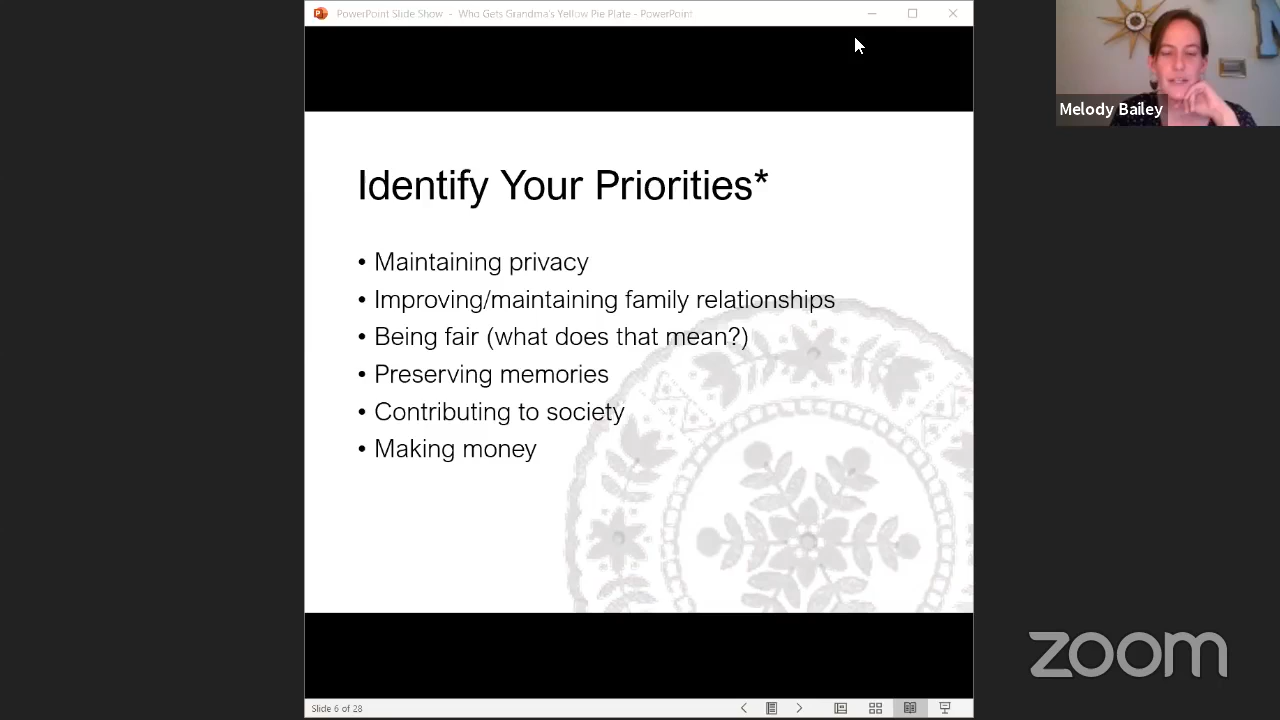 PowerPoint Slide Show - Who Gets Grandma's Yellow Pie Plate - PowerPoint
Melody Bailey
Identify Your Priorities*
• Maintaining privacy
• Improving/maintaining family relationships
• Being fair (what does that mean?)
• Preserving memories
• Contributing to society
• Making money
zoom
Slide 6 of 28